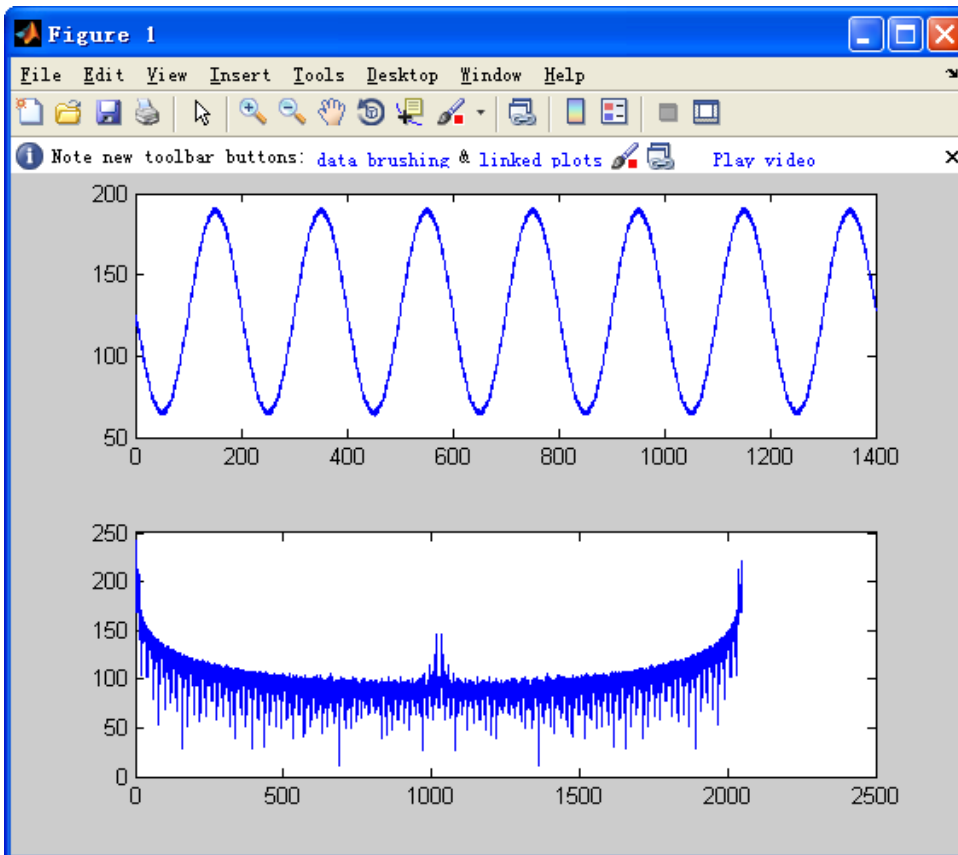 Figure 1
File Edit View Insert Tools Desktop Window Help
Note new toolbar buttons: data brushing & linked plots Play video
200
150
100
50
0 200 400 600 800 1000 1200 1400
250
200
150
100
50
0
0 500 1000 1500 2000 2500